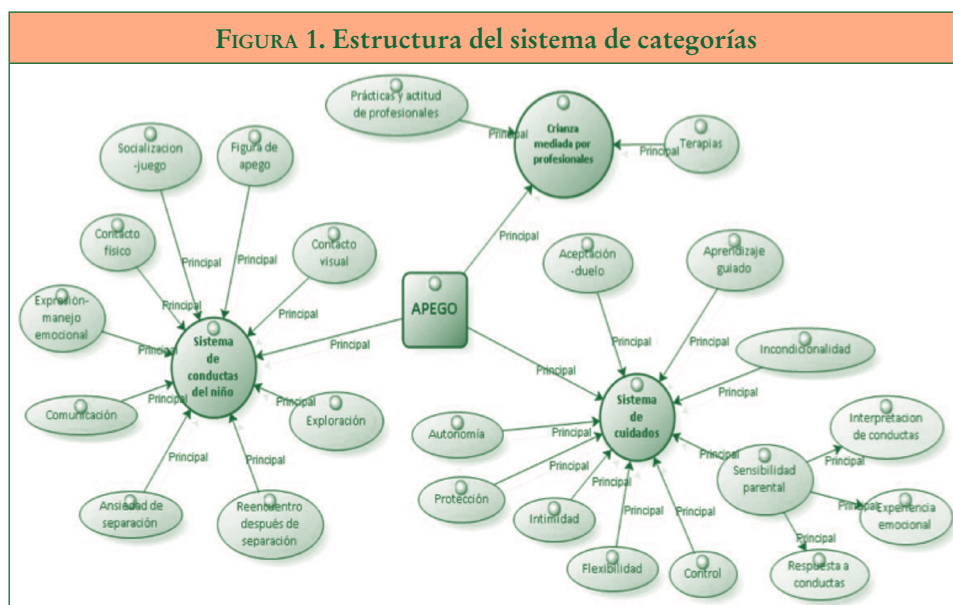 FIGURA 1. Estructura del sistema de categorías
Prácticas y actitud
de profesionales
Principal
Crianza
mediada por
profesionales
Principal
Terapias
Socializacion
-juego
Figura de
apego
Principal
Principal
Contacto
físico
Contacto
visual
Principal
Principal
Expresión-
manejo
emocional
Principal
Sistema
de
conductas
del niño
Comunicación
Principal
Exploración
Principal
Ansiedad de
separación
Principal
Reencuentro
después de
separación
Principal
APEGO
Principal
Principal
Principal
Aceptación
-duelo
Principal
Aprendizaje
guiado
Principal
Incondicionalidad
Principal
Sistema
de
cuidados
Autonomía
Principal
Protección
Principal
Intimidad
Principal
Flexibilidad
Principal
Control
Principal
Principal
Sensibilidad
parental
Principal
Interpretacion
de conductas
Principal
Experiencia
emocional
Principal
Respuesta a
conductas